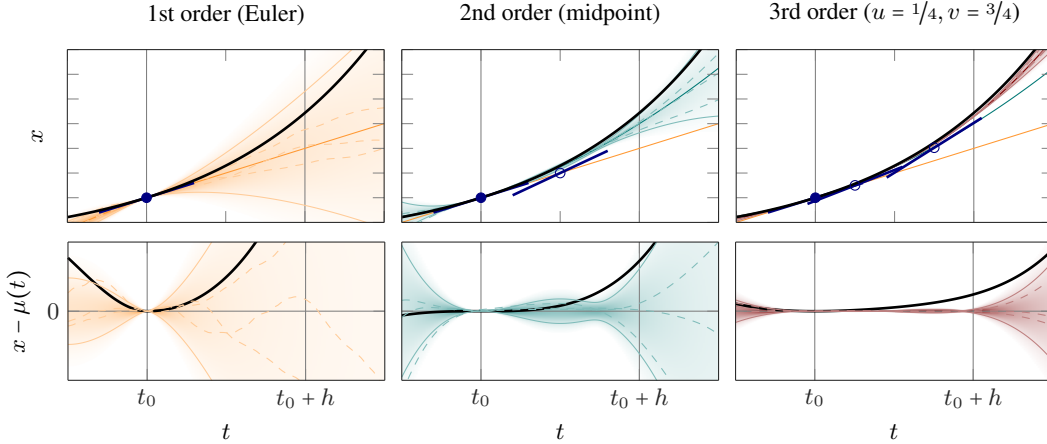 1st order (Euler)
2nd order (midpoint)
3rd order (u = 1/4, v = 3/4)
x
x − μ(t)
0
t₀
t₀ + h
t₀
t₀ + h
t₀
t₀ + h
t
t
t